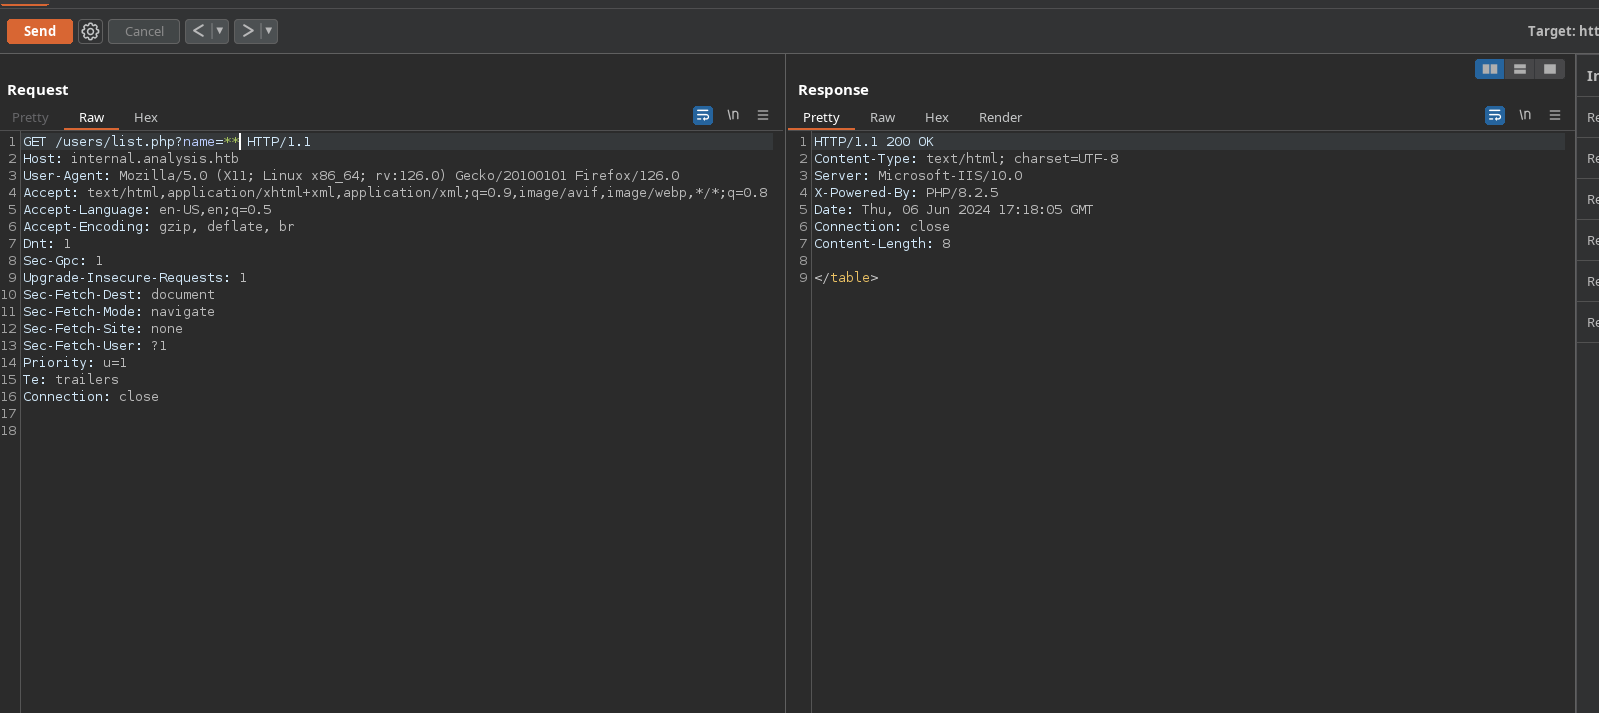 Send Cancel < > Target: htt
Request
Pretty Raw Hex \n
1 GET /users/list.php?name=** HTTP/1.1
2 Host: internal.analysis.htb
3 User-Agent: Mozilla/5.0 (X11; Linux x86_64; rv:126.0) Gecko/20100101 Firefox/126.0
4 Accept: text/html,application/xhtml+xml,application/xml;q=0.9,image/avif,image/webp,*/*;q=0.8
5 Accept-Language: en-US,en;q=0.5
6 Accept-Encoding: gzip, deflate, br
7 Dnt: 1
8 Sec-Gpc: 1
9 Upgrade-Insecure-Requests: 1
10 Sec-Fetch-Dest: document
11 Sec-Fetch-Mode: navigate
12 Sec-Fetch-Site: none
13 Sec-Fetch-User: ?1
14 Priority: u=1
15 Te: trailers
16 Connection: close
17
18
Response
Pretty Raw Hex Render \n
1 HTTP/1.1 200 OK
2 Content-Type: text/html; charset=UTF-8
3 Server: Microsoft-IIS/10.0
4 X-Powered-By: PHP/8.2.5
5 Date: Thu, 06 Jun 2024 17:18:05 GMT
6 Connection: close
7 Content-Length: 8
8
9 </table>
In
Re
Re
Re
Re
Re
Re